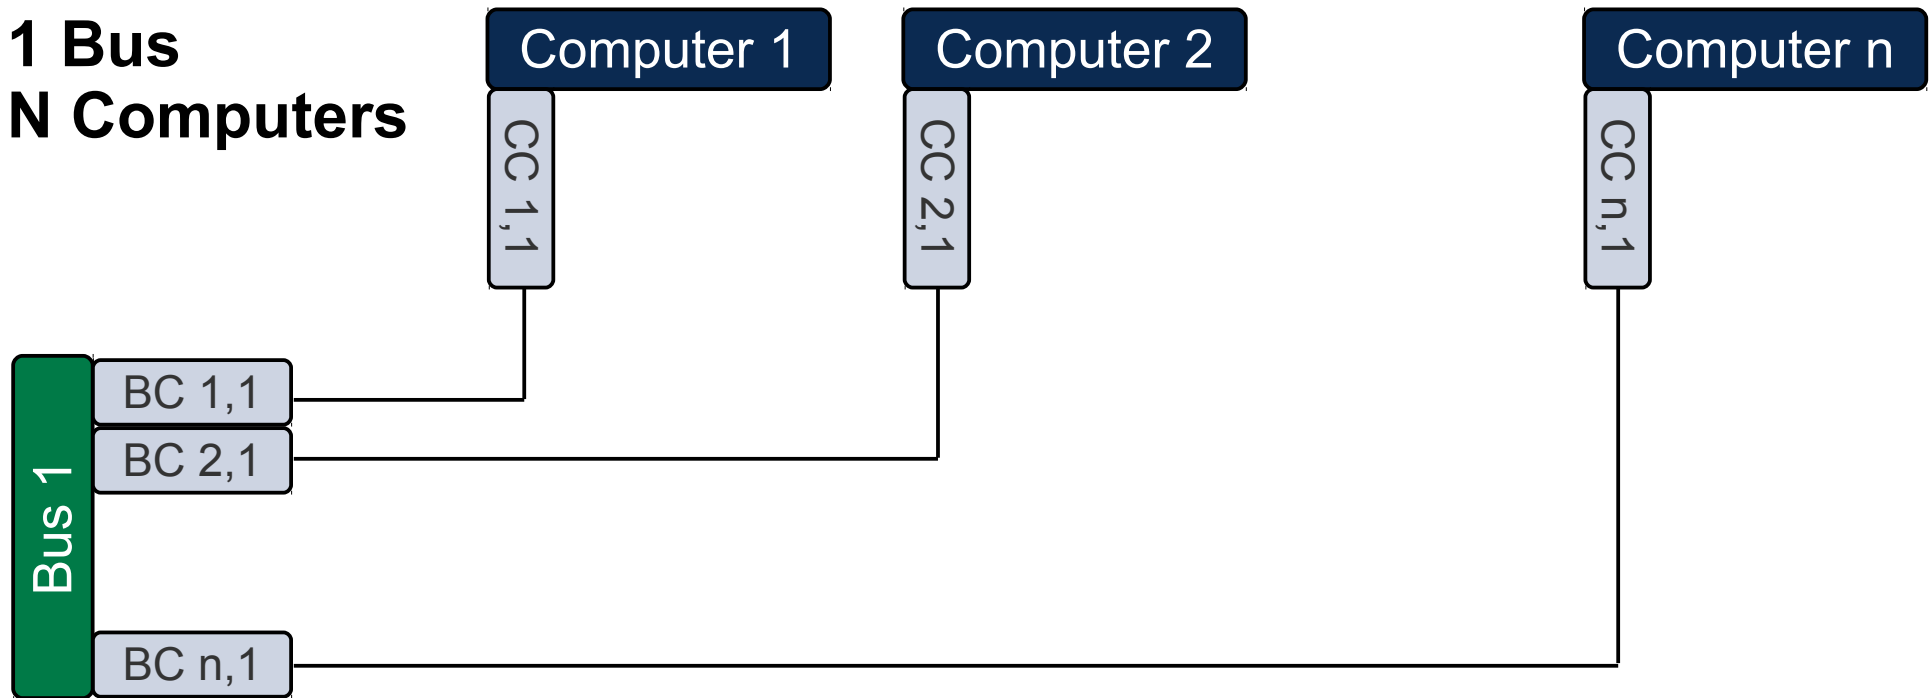 1 Bus
N Computers
Computer 1
Computer 2
Computer n
CC 1,1
CC 2,1
CC n,1
Bus 1
BC 1,1
BC 2,1
BC n,1